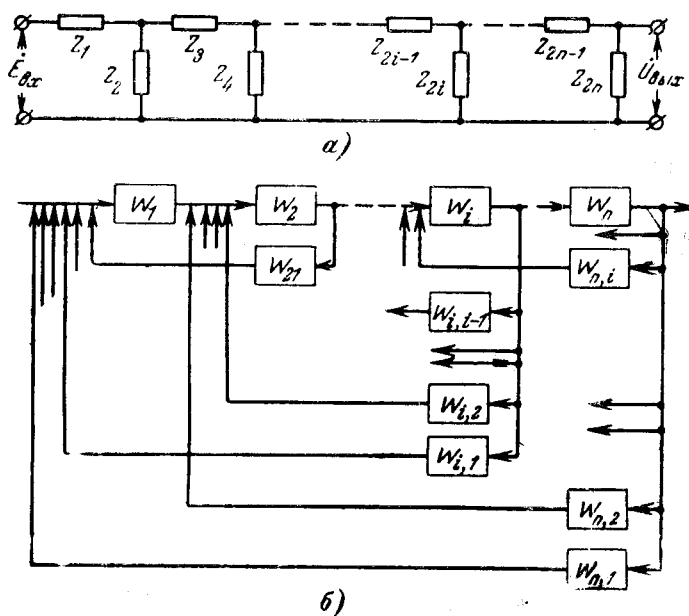 Z1 Z3 Z2i-1 Z2n-1
Ėвх Z2 Z4 Z2i Z2n U̇вых
а)
W1 W2 Wi Wn
W21 Wn,i
Wi,i-1
Wi,2
Wi,1
Wn,2
Wn,1
б)